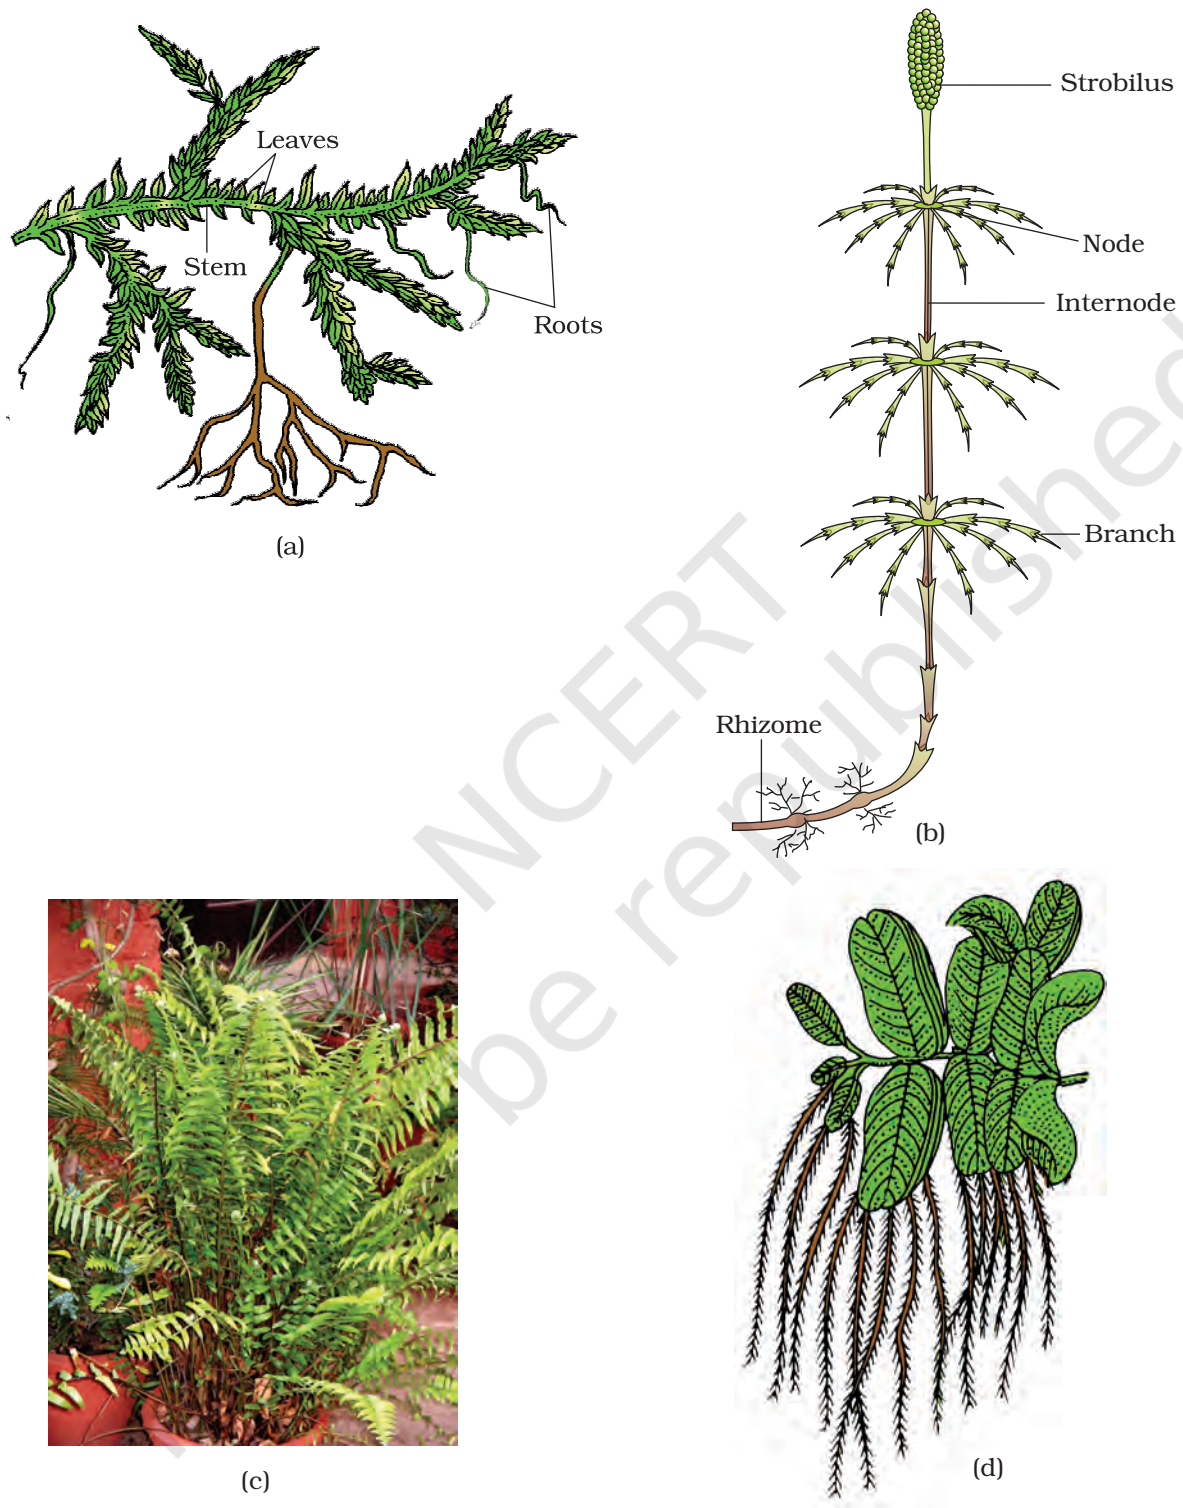 Strobilus
Leaves
Node
Stem
Internode
Roots
Branch
(a)
Rhizome
(b)
(c)
(d)
NCERT
be republished